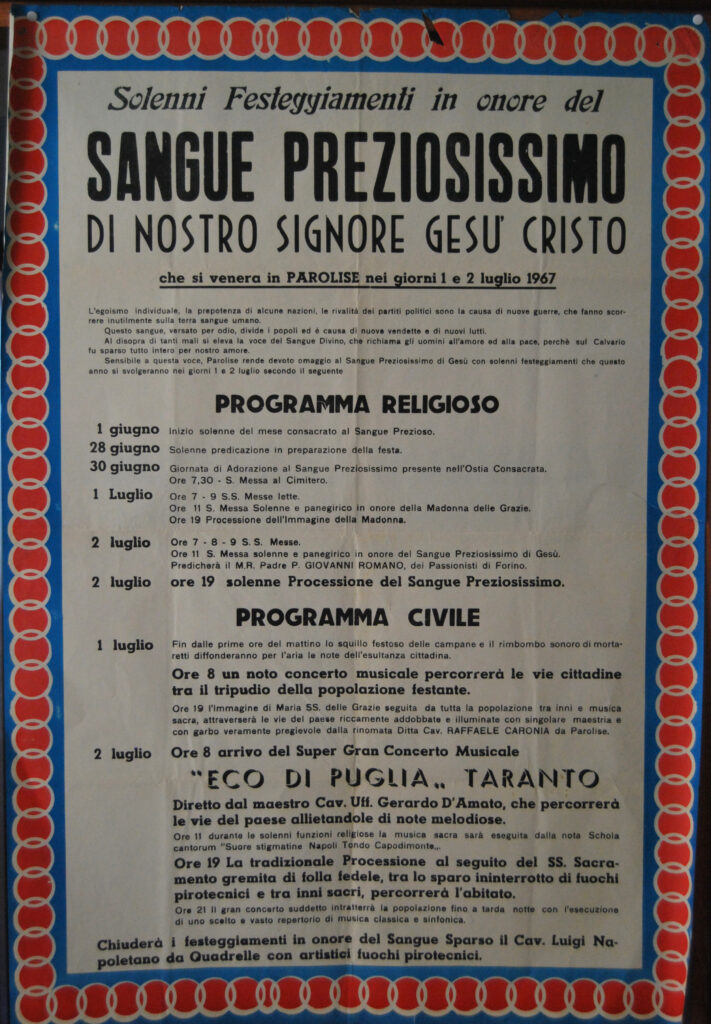 Solenni Festeggiamenti in onore del
SANGUE PREZIOSISSIMO
DI NOSTRO SIGNORE GESU' CRISTO
che si venera in PAROLISE nei giorni 1 e 2 luglio 1967
L'egoismo individuale, la prepotenza di alcune nazioni, le rivalità dei partiti politici sono la causa di nuove guerre, che fanno scor-
rere inutilmente sulla terra sangue umano.
Questo sangue, versato per odio, divide i popoli ed è causa di nuove vendette e di nuovi lutti.
Al disopra di tanti mali si eleva la voce del Sangue Divino, che richiama gli uomini all'amore ed alla pace, perchè sul Calvario
fu sparso tutto intero per nostro amore.
Sensibile a questa voce, Parolise rende devoto omaggio al Sangue Preziosissimo di Gesù con solenni festeggiamenti che questo
anno si svolgeranno nei giorni 1 e 2 luglio secondo il seguente
PROGRAMMA RELIGIOSO
1 giugno Inizio solenne del mese consacrato al Sangue Prezioso.
28 giugno Solenne predicazione in preparazione della festa.
30 giugno Giornata di Adorazione al Sangue Preziosissimo presente nell'Ostia Consacrata.
Ore 7,30 - S. Messa al Cimitero.
1 Luglio Ore 7 - 9 S.S. Messe lette.
Ore 11 S. Messa Solenne e panegirico in onore della Madonna delle Grazie.
Ore 19 Processione dell'Immagine della Madonna.
2 luglio Ore 7 - 8 - 9 S.S. Messe.
Ore 11 S. Messa solenne e panegirico in onore del Sangue Preziosissimo di Gesù.
Predicherà il M.R. Padre P. GIOVANNI ROMANO, dei Passionisti di Forino.
2 luglio ore 19 solenne Processione del Sangue Preziosissimo.
PROGRAMMA CIVILE
1 luglio Fin dalle prime ore del mattino lo squillo festoso delle campane e il rimbombo sonoro di morta-
retti diffonderanno per l'aria le note dell'esultanza cittadina.
Ore 8 un noto concerto musicale percorrerà le vie cittadine
tra il tripudio della popolazione festante.
Ore 19 l'Immagine di Maria SS. delle Grazie seguita da tutta la popolazione tra inni e musica
sacra, attraverserà le vie del paese riccamente addobbate e illuminate con singolare maestria e
con garbo veramente pregievole dalla rinomata Ditta Cav. RAFFAELE CARONIA da Parolise.
2 luglio Ore 8 arrivo del Super Gran Concerto Musicale
"ECO DI PUGLIA„ TARANTO
Diretto dal maestro Cav. Uff. Gerardo D'Amato, che percorrerà
le vie del paese allietandole di note melodiose.
Ore 11 durante le solenni funzioni religiose la musica sacra sarà eseguita dalla nota Schola
cantorum "Suore stigmatine Napoli Tondo Capodimonte„.
Ore 19 La tradizionale Processione al seguito del SS. Sacra-
mento gremita di folla fedele, tra lo sparo ininterrotto di fuochi
pirotecnici e tra inni sacri, percorrerà l'abitato.
Ore 21 il gran concerto suddetto intratterrà la popolazione fino a tarda notte con l'esecuzione
di uno scelto e vasto repertorio di musica classica e sinfonica.
Chiuderà i festeggiamenti in onore del Sangue Sparso il Cav. Luigi Na-
poletano da Quadrelle con artistici fuochi pirotecnici.